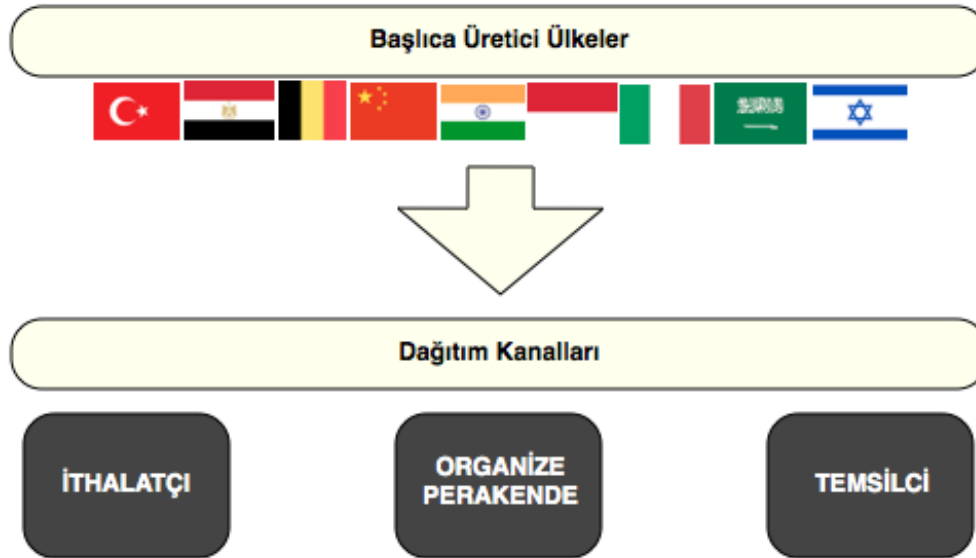 Başlıca Üretici Ülkeler
Dağıtım Kanalları
İTHALATÇI
ORGANİZE
PERAKENDE
TEMSİLCİ